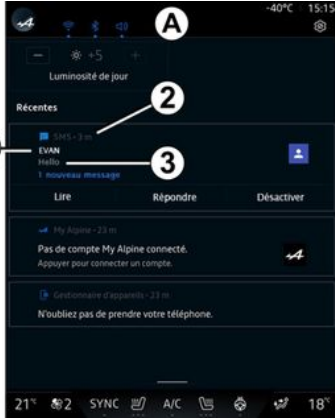 -40°C 15:15
A
— +5 +
Luminosité de jour
Récentes
2
SMS - 3 m
EVAN
Hello
3
1 nouveau message
Lire Répondre Désactiver
My Alpine - 23 m
Pas de compte My Alpine connecté.
Appuyer pour connecter un compte.
Gestionnaire d'appareils - 23 m
N'oubliez pas de prendre votre téléphone.
21° 2 SYNC A/C 18°